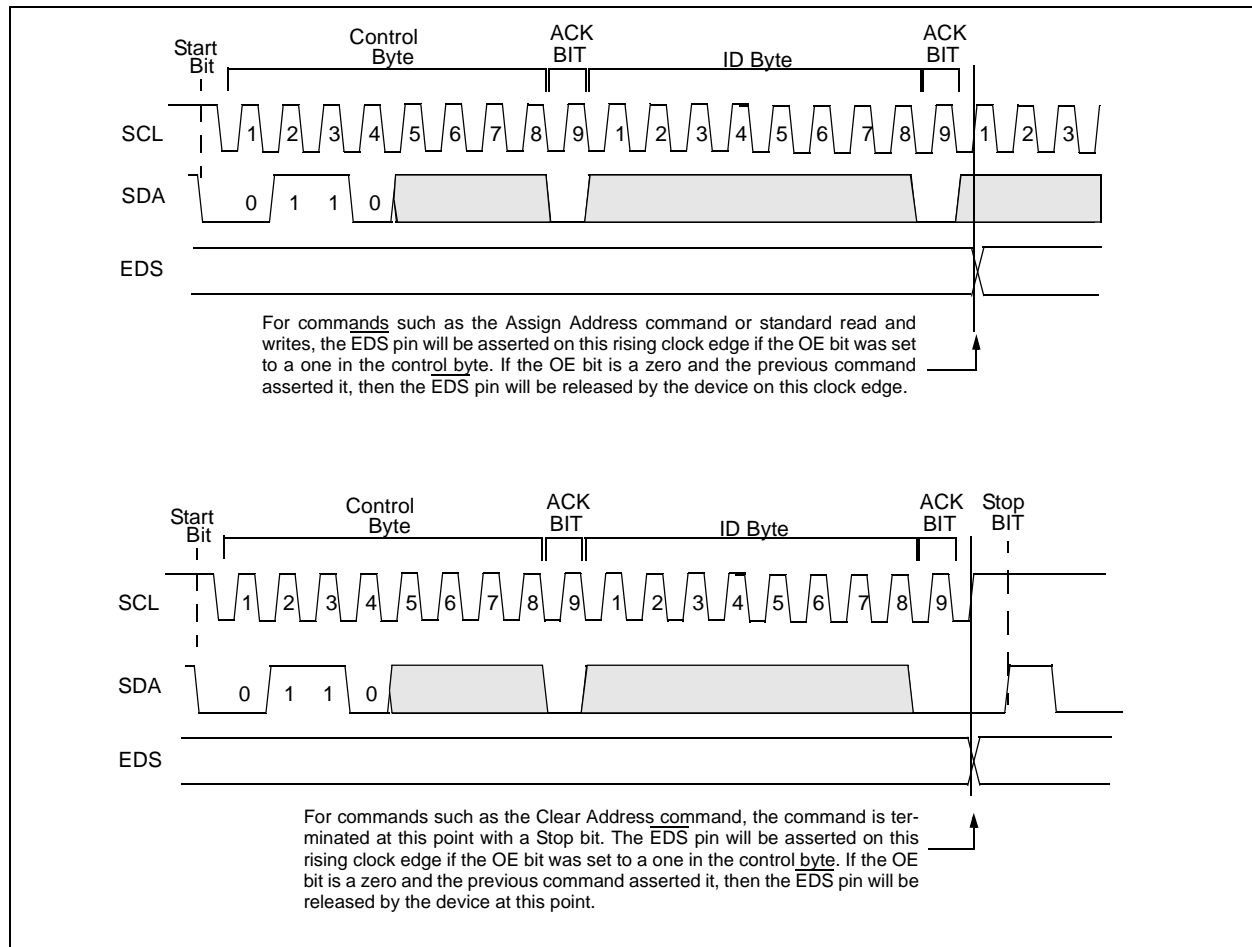 Start
Bit
Control
Byte
ACK
BIT
ID Byte
ACK
BIT
SCL
1 2 3 4 5 6 7 8 9 1 2 3 4 5 6 7 8 9 1 2 3
SDA
0 1 1 0
EDS
For commands such as the Assign Address command or standard read and
writes, the EDS pin will be asserted on this rising clock edge if the OE bit was set
to a one in the control byte. If the OE bit is a zero and the previous command
asserted it, then the EDS pin will be released by the device on this clock edge.
Start
Bit
Control
Byte
ACK
BIT
ID Byte
ACK
BIT
Stop
BIT
SCL
1 2 3 4 5 6 7 8 9 1 2 3 4 5 6 7 8 9
SDA
0 1 1 0
EDS
For commands such as the Clear Address command, the command is ter-
minated at this point with a Stop bit. The EDS pin will be asserted on this
rising clock edge if the OE bit was set to a one in the control byte. If the OE
bit is a zero and the previous command asserted it, then the EDS pin will be
released by the device at this point.